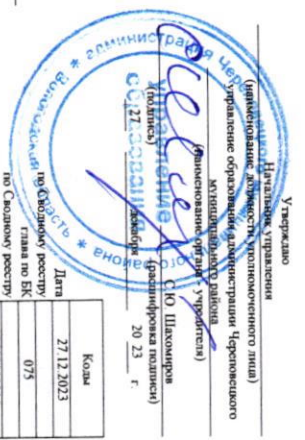 Утверждаю
Начальник управления
(наименование должности уполномоченного лица)
управление образования администрации Череповецкого
муниципального района
(наименование органа - учредителя)
С.Ю. Шахомиров
(подпись) (расшифровка подписи)
27 декабря 20 23 г.
управление
образования
Коды
Дата 27.12.2023
по Сводному реестру
глава по БК 075
по Сводному реестру